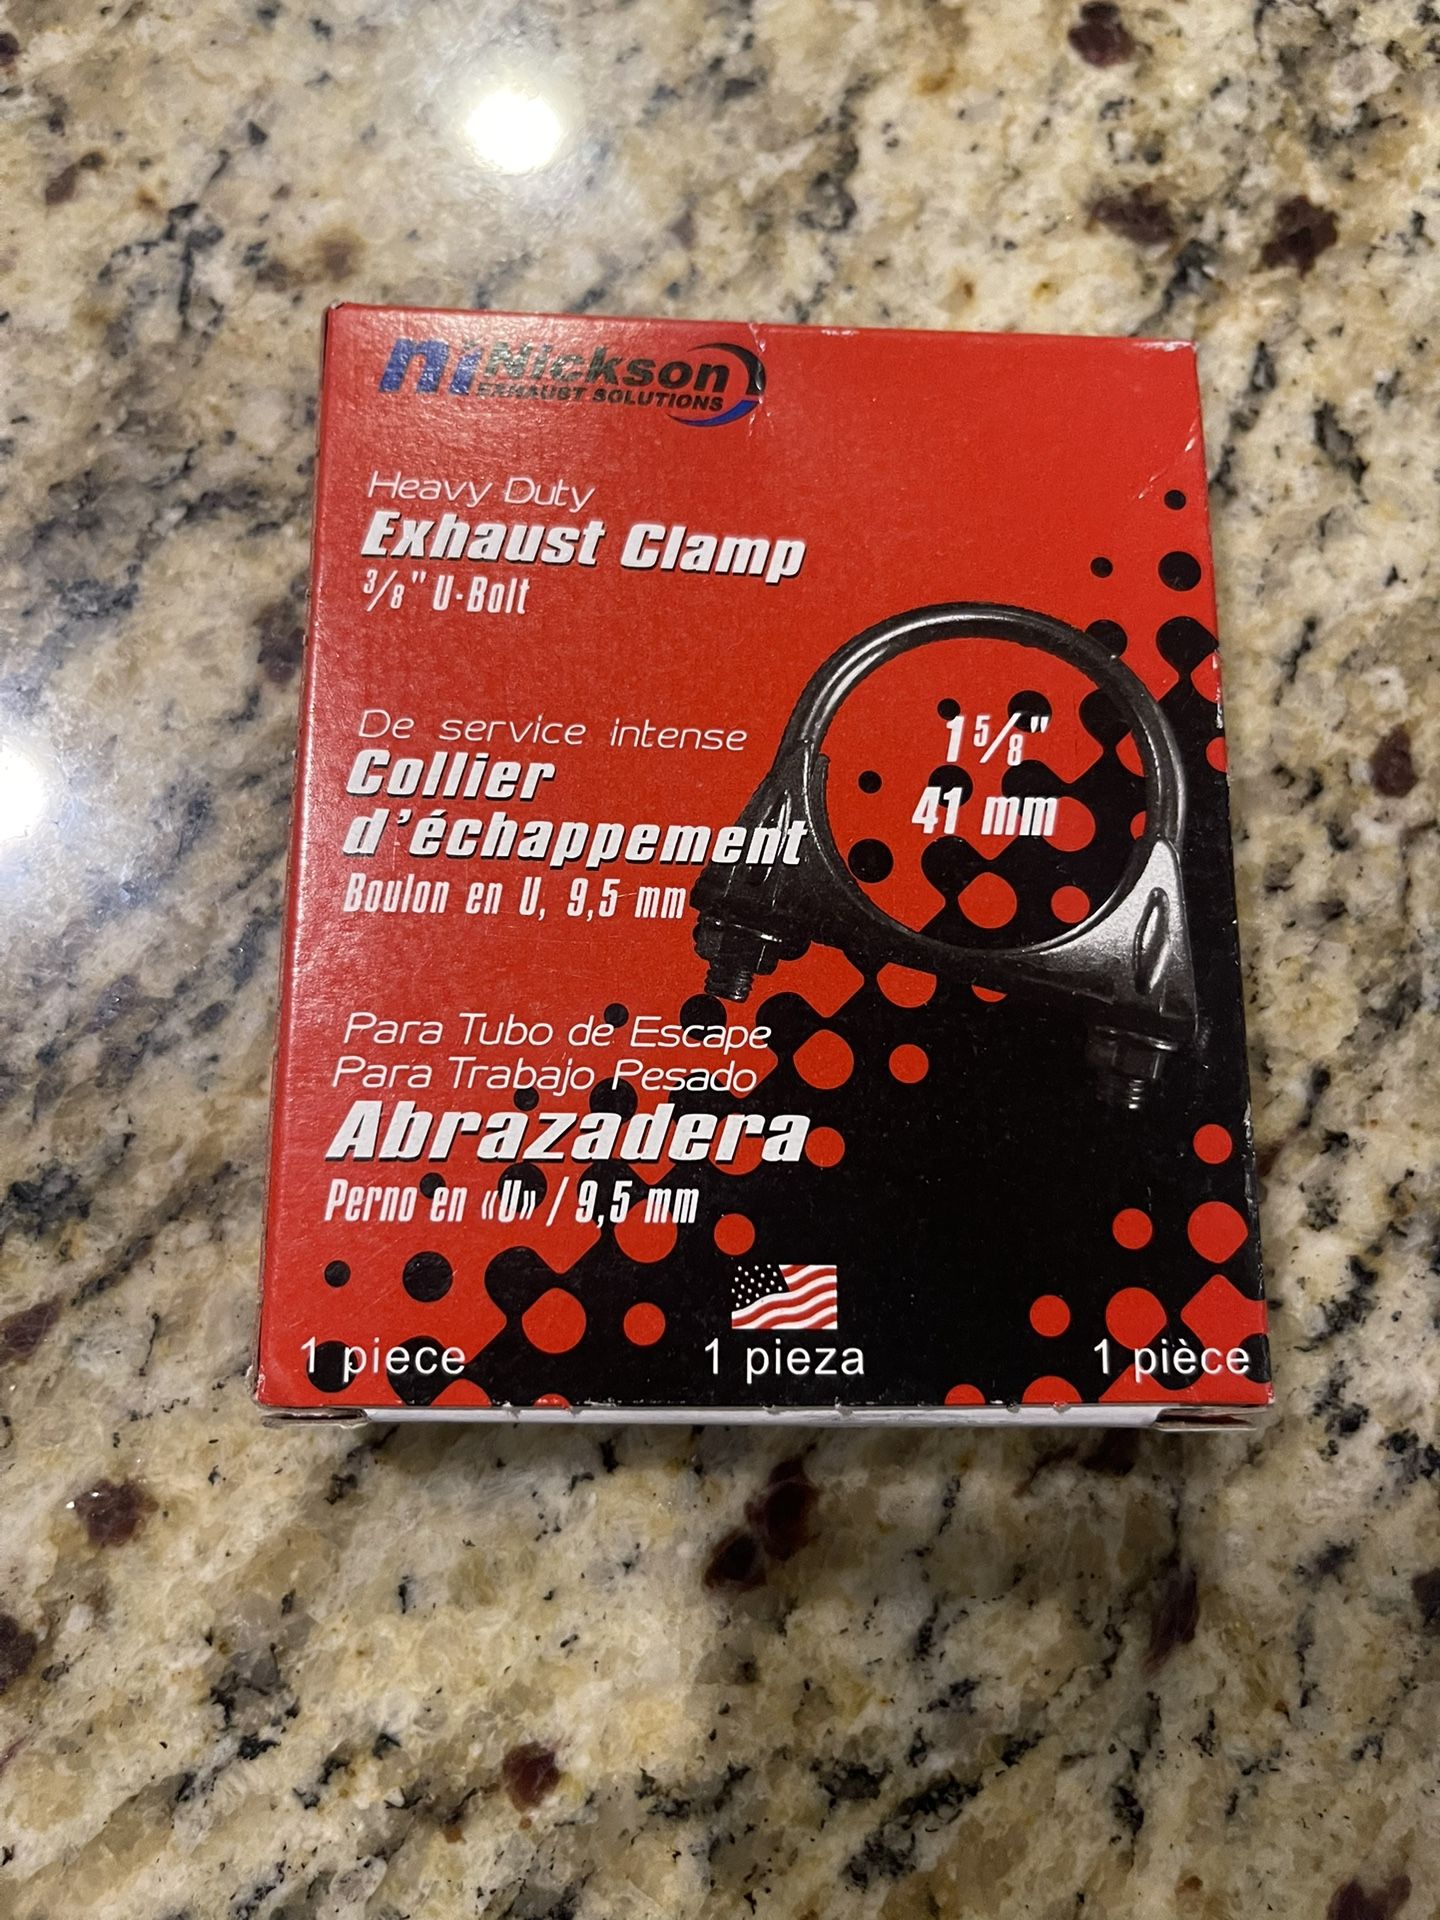 ni Nickson
EXHAUST SOLUTIONS
Heavy Duty
Exhaust Clamp
3/8" U-Bolt
De service intense
Collier
d'échappement
Boulon en U, 9,5 mm
1 5/8"
41 mm
Para Tubo de Escape
Para Trabajo Pesado
Abrazadera
Perno en «U» / 9,5 mm
1 piece 1 pieza 1 pièce